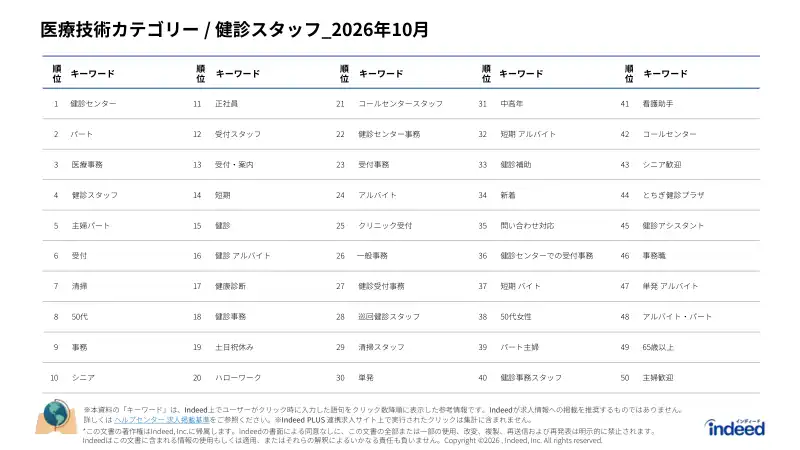 医療技術カテゴリー / 健診スタッフ_2026年10月
順位 キーワード 順位 キーワード 順位 キーワード 順位 キーワード 順位 キーワード
1 健診センター 11 正社員 21 コールセンタースタッフ 31 中高年 41 看護助手
2 パート 12 受付スタッフ 22 健診センター事務 32 短期 アルバイト 42 コールセンター
3 医療事務 13 受付・案内 23 受付事務 33 健診補助 43 シニア歓迎
4 健診スタッフ 14 短期 24 アルバイト 34 新着 44 とちぎ健診プラザ
5 主婦パート 15 健診 25 クリニック受付 35 問い合わせ対応 45 健診アシスタント
6 受付 16 健診 アルバイト 26 一般事務 36 健診センターでの受付事務 46 事務職
7 清掃 17 健康診断 27 健診受付事務 37 短期 バイト 47 単発 アルバイト
8 50代 18 健診事務 28 巡回健診スタッフ 38 50代女性 48 アルバイト・パート
9 事務 19 土日祝休み 29 清掃スタッフ 39 パート主婦 49 65歳以上
10 シニア 20 ハローワーク 30 単発 40 健診事務スタッフ 50 主婦歓迎
※本資料の「キーワード」は、Indeed上でユーザーがクリック時に入力した語句をクリック数降順に表示した参考情報です。Indeedが求人情報への掲載を推奨するものではありません。
詳しくは ヘルプセンター 求人掲載基準をご参照ください。※Indeed PLUS 連携求人サイト上で実行されたクリックは集計に含まれません。
*この文書の著作権はIndeed, Inc.に帰属します。Indeedの書面による同意なしに、この文書の全部または一部の使用、改変、複製、再送信および再発表は明示的に禁止されます。
Indeedはこの文書に含まれる情報の使用もしくは適用、またはそれらの解釈によるいかなる責任も負いません。Copyright ©2026 , Indeed, Inc. All rights reserved.
インディード
indeed